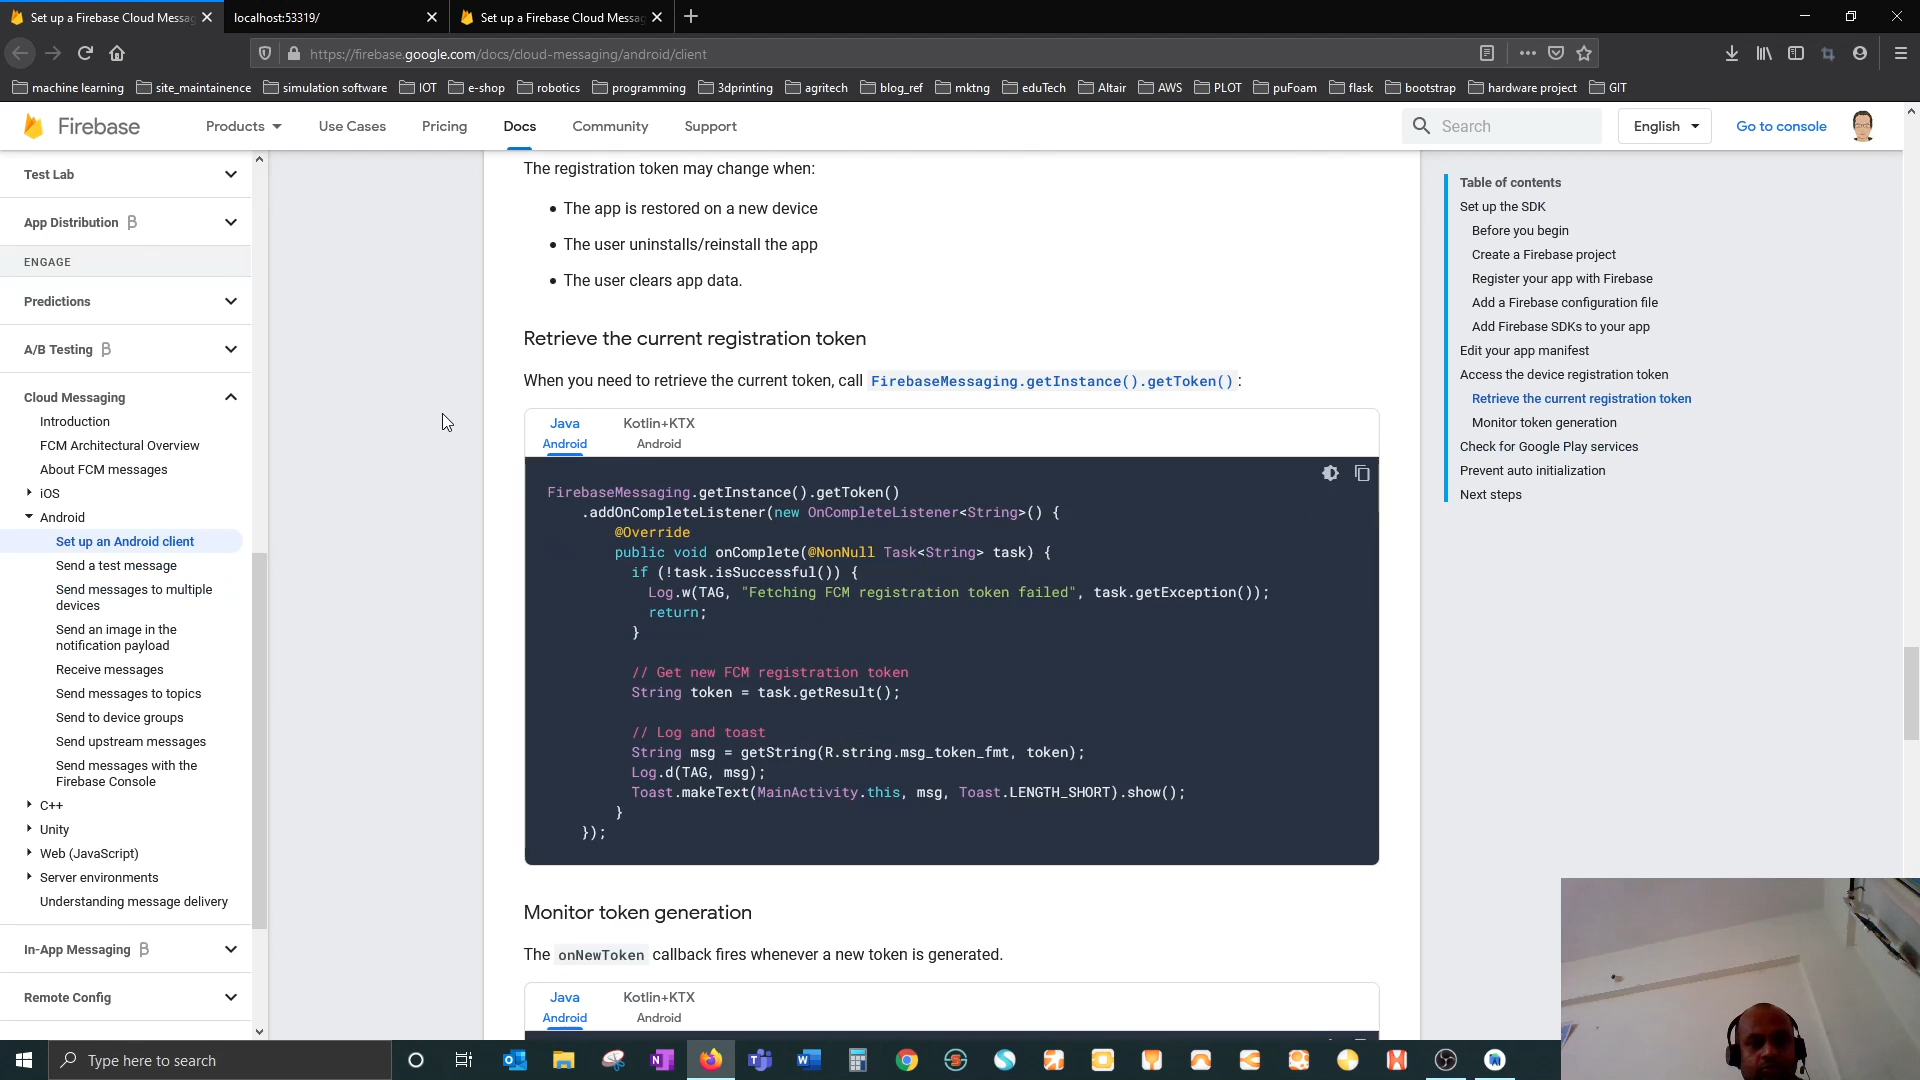 Set up a Firebase Cloud Messag
localhost:53319/
Set up a Firebase Cloud Messag
https://firebase.google.com/docs/cloud-messaging/android/client
machine learning
site_maintainence
simulation software
IOT
e-shop
robotics
programming
3dprinting
agritech
blog_ref
mktng
eduTech
Altair
AWS
PLOT
puFoam
flask
bootstrap
hardware project
GIT
Firebase
Products
Use Cases
Pricing
Docs
Community
Support
Search
English
Go to console
Test Lab
App Distribution β
ENGAGE
Predictions
A/B Testing β
Cloud Messaging
Introduction
FCM Architectural Overview
About FCM messages
iOS
Android
Set up an Android client
Send a test message
Send messages to multiple
devices
Send an image in the
notification payload
Receive messages
Send messages to topics
Send to device groups
Send upstream messages
Send messages with the
Firebase Console
C++
Unity
Web (JavaScript)
Server environments
Understanding message delivery
In-App Messaging β
Remote Config
The registration token may change when:
• The app is restored on a new device
• The user uninstalls/reinstall the app
• The user clears app data.
Retrieve the current registration token
When you need to retrieve the current token, call FirebaseMessaging.getInstance().getToken() :
Java
Android
Kotlin+KTX
Android
FirebaseMessaging.getInstance().getToken()
.addOnCompleteListener(new OnCompleteListener<String>() {
@Override
public void onComplete(@NonNull Task<String> task) {
if (!task.isSuccessful()) {
Log.w(TAG, "Fetching FCM registration token failed", task.getException());
return;
}
// Get new FCM registration token
String token = task.getResult();
// Log and toast
String msg = getString(R.string.msg_token_fmt, token);
Log.d(TAG, msg);
Toast.makeText(MainActivity.this, msg, Toast.LENGTH_SHORT).show();
}
});
Monitor token generation
The onNewToken callback fires whenever a new token is generated.
Java
Android
Kotlin+KTX
Android
Table of contents
Set up the SDK
Before you begin
Create a Firebase project
Register your app with Firebase
Add a Firebase configuration file
Add Firebase SDKs to your app
Edit your app manifest
Access the device registration token
Retrieve the current registration token
Monitor token generation
Check for Google Play services
Prevent auto initialization
Next steps
Type here to search